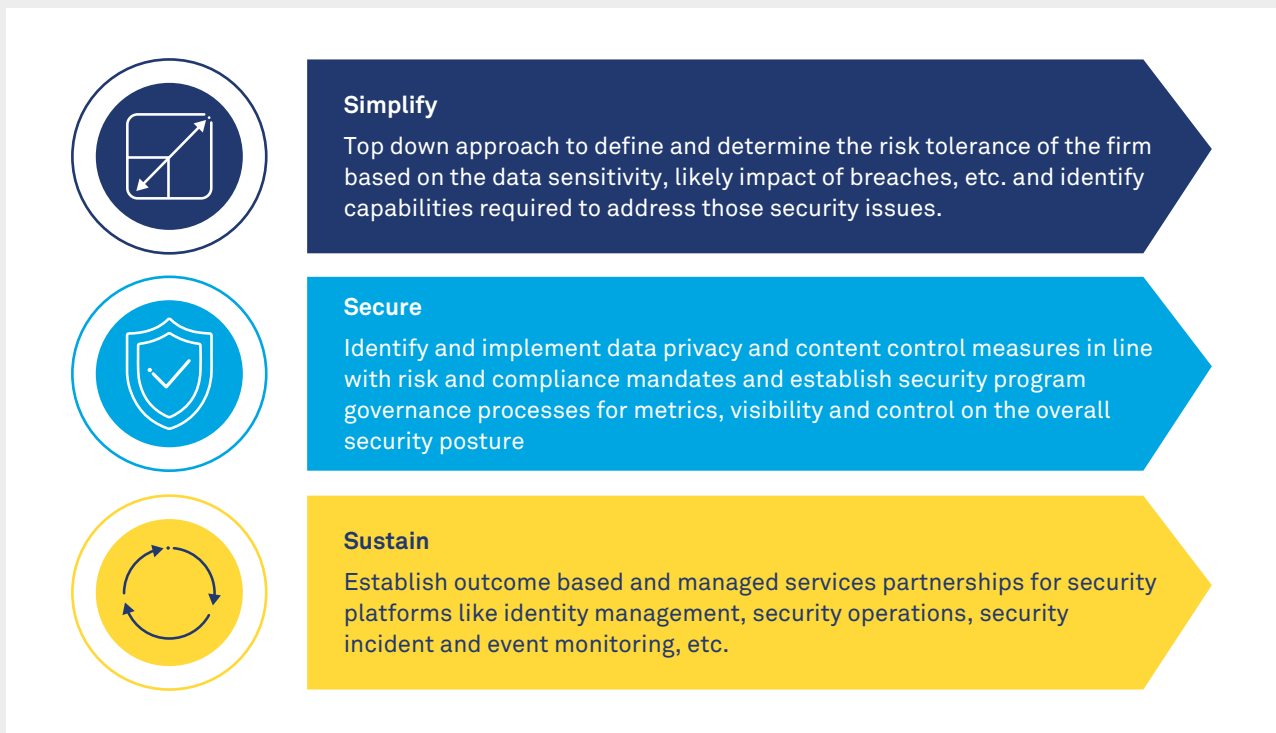 Simplify
Top down approach to define and determine the risk tolerance of the firm
based on the data sensitivity, likely impact of breaches, etc. and identify
capabilities required to address those security issues.
Secure
Identify and implement data privacy and content control measures in line
with risk and compliance mandates and establish security program
governance processes for metrics, visibility and control on the overall
security posture
Sustain
Establish outcome based and managed services partnerships for security
platforms like identity management, security operations, security
incident and event monitoring, etc.